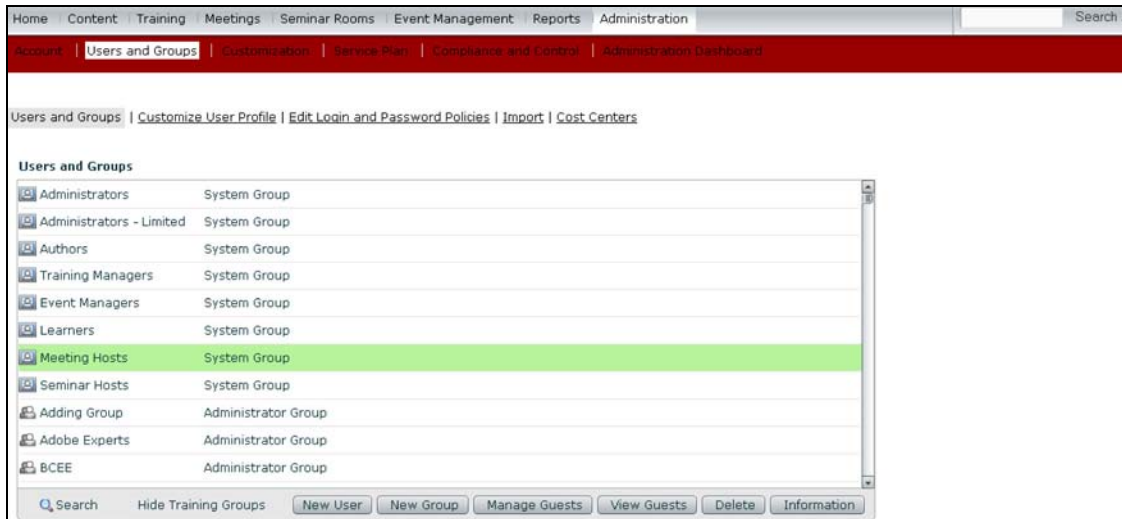 Home Content Training Meetings Seminar Rooms Event Management Reports Administration Search
Account | Users and Groups | Customization | Service Plan | Compliance and Control | Administration Dashboard
Users and Groups | Customize User Profile | Edit Login and Password Policies | Import | Cost Centers
Users and Groups
Administrators System Group
Administrators - Limited System Group
Authors System Group
Training Managers System Group
Event Managers System Group
Learners System Group
Meeting Hosts System Group
Seminar Hosts System Group
Adding Group Administrator Group
Adobe Experts Administrator Group
BCEE Administrator Group
Search Hide Training Groups New User New Group Manage Guests View Guests Delete Information